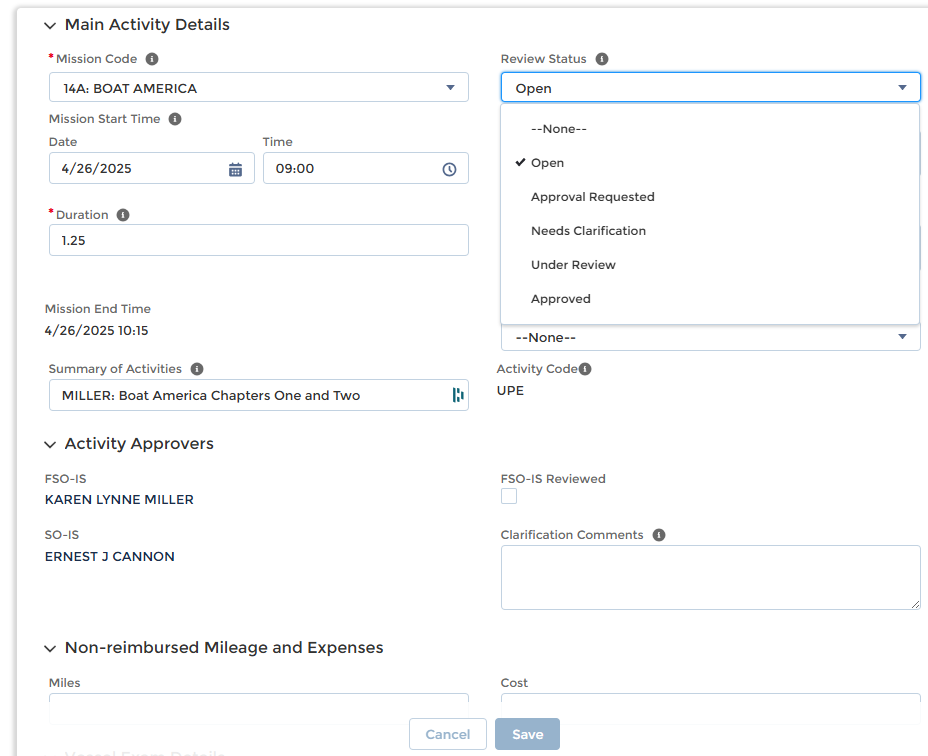 Main Activity Details
*Mission Code
14A: BOAT AMERICA
Review Status
Open
--None--
Open
Approval Requested
Needs Clarification
Under Review
Approved
--None--
Mission Start Time
Date
Time
4/26/2025
09:00
*Duration
1.25
Mission End Time
4/26/2025 10:15
Summary of Activities
MILLER: Boat America Chapters One and Two
Activity Code
UPE
Activity Approvers
FSO-IS
KAREN LYNNE MILLER
FSO-IS Reviewed
SO-IS
ERNEST J CANNON
Clarification Comments
Non-reimbursed Mileage and Expenses
Miles
Cost
Cancel
Save
Vessel Exam Details